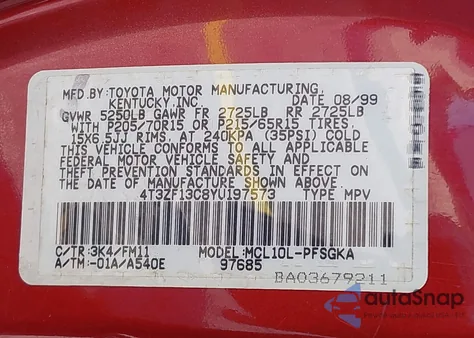 MFD.BY:TOYOTA MOTOR MANUFACTURING,
KENTUCKY,INC. DATE 08/99
GVWR 5250LB GAWR FR 2725LB RR 2725LB
WITH P205/70R15 OR P215/65R15 TIRES,
15X6.5JJ RIMS, AT 240KPA (35PSI) COLD
THIS VEHICLE CONFORMS TO ALL APPLICABLE
FEDERAL MOTOR VEHICLE SAFETY AND
THEFT PREVENTION STANDARDS IN EFFECT ON
THE DATE OF MANUFACTURE SHOWN ABOVE.
4T3ZF13C8YU197573 TYPE MPV
C/TR:3K4/FM11 MODEL:MCL10L-PFSGKA
A/TM:-01A/A540E 97685
BA03679211
autoSnap